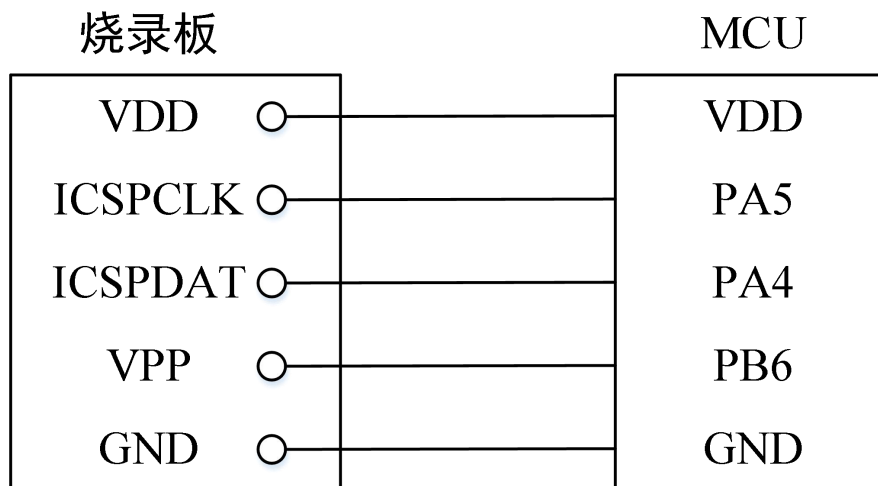 烧录板 MCU
VDD VDD
ICSPCLK PA5
ICSPDAT PA4
VPP PB6
GND GND